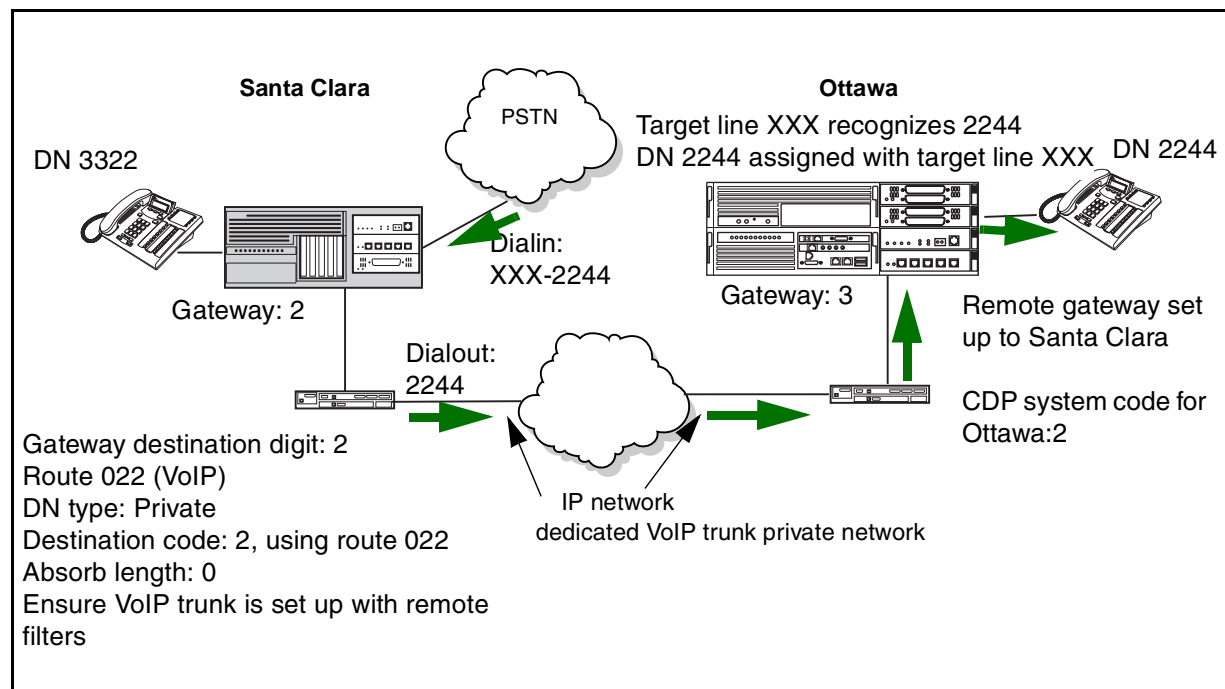 Santa Clara
PSTN
Ottawa
Target line XXX recognizes 2244
DN 2244 assigned with target line XXX
DN 2244
DN 3322
Dialin:
XXX-2244
Gateway: 2
Gateway: 3
Remote gateway set
up to Santa Clara
Dialout:
2244
CDP system code for
Ottawa:2
Gateway destination digit: 2
Route 022 (VoIP)
DN type: Private
Destination code: 2, using route 022
Absorb length: 0
Ensure VoIP trunk is set up with remote
filters
IP network
dedicated VoIP trunk private network